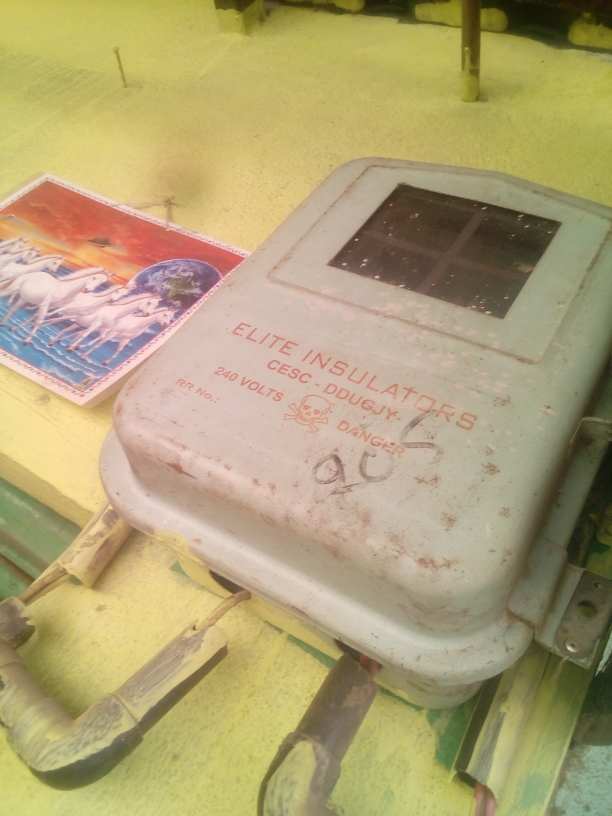 ELITE INSULATORS
CESC - DDUGJY-
240 VOLTS DANGER
RR No.: